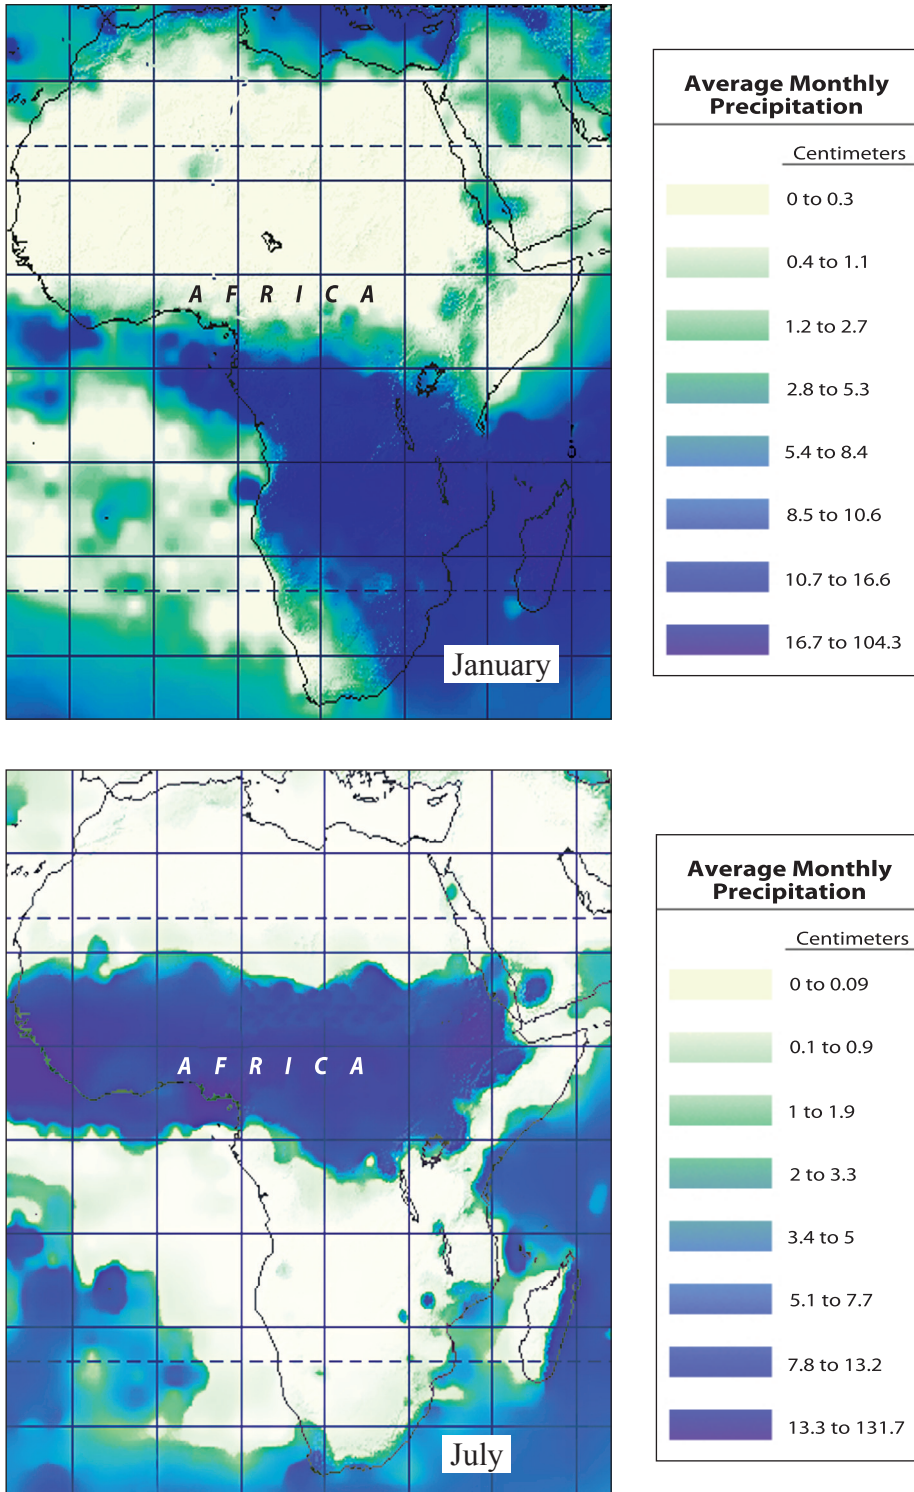 Average Monthly
Precipitation
Centimeters
0 to 0.3
0.4 to 1.1
1.2 to 2.7
2.8 to 5.3
5.4 to 8.4
8.5 to 10.6
10.7 to 16.6
16.7 to 104.3
A F R I C A
January
Average Monthly
Precipitation
Centimeters
0 to 0.09
0.1 to 0.9
1 to 1.9
2 to 3.3
3.4 to 5
5.1 to 7.7
7.8 to 13.2
13.3 to 131.7
A F R I C A
July